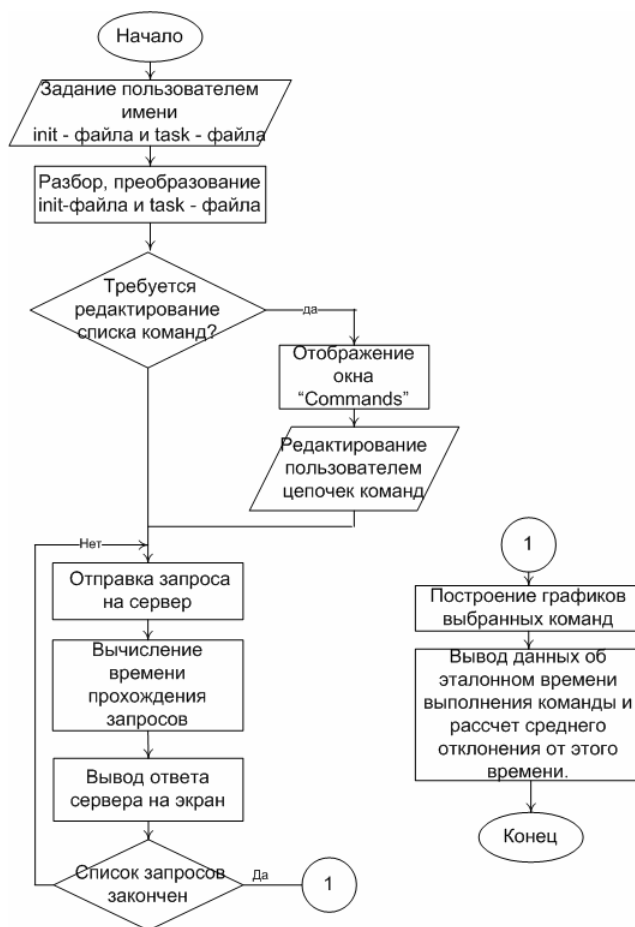 Начало
Задание пользователем
имени
init - файла и task - файла
Разбор, преобразование
init-файла и task - файла
Требуется
редактирование
списка команд?
да
Отображение
окна
“Commands”
Редактирование
пользователем
цепочек команд
Нет
Отправка запроса
на сервер
Вычисление
времени
прохождения
запросов
Вывод ответа
сервера на экран
Список запросов
закончен
Да
1
1
Построение графиков
выбранных команд
Вывод данных об
эталонном времени
выполнения команды и
рассчет среднего
отклонения от этого
времени.
Конец